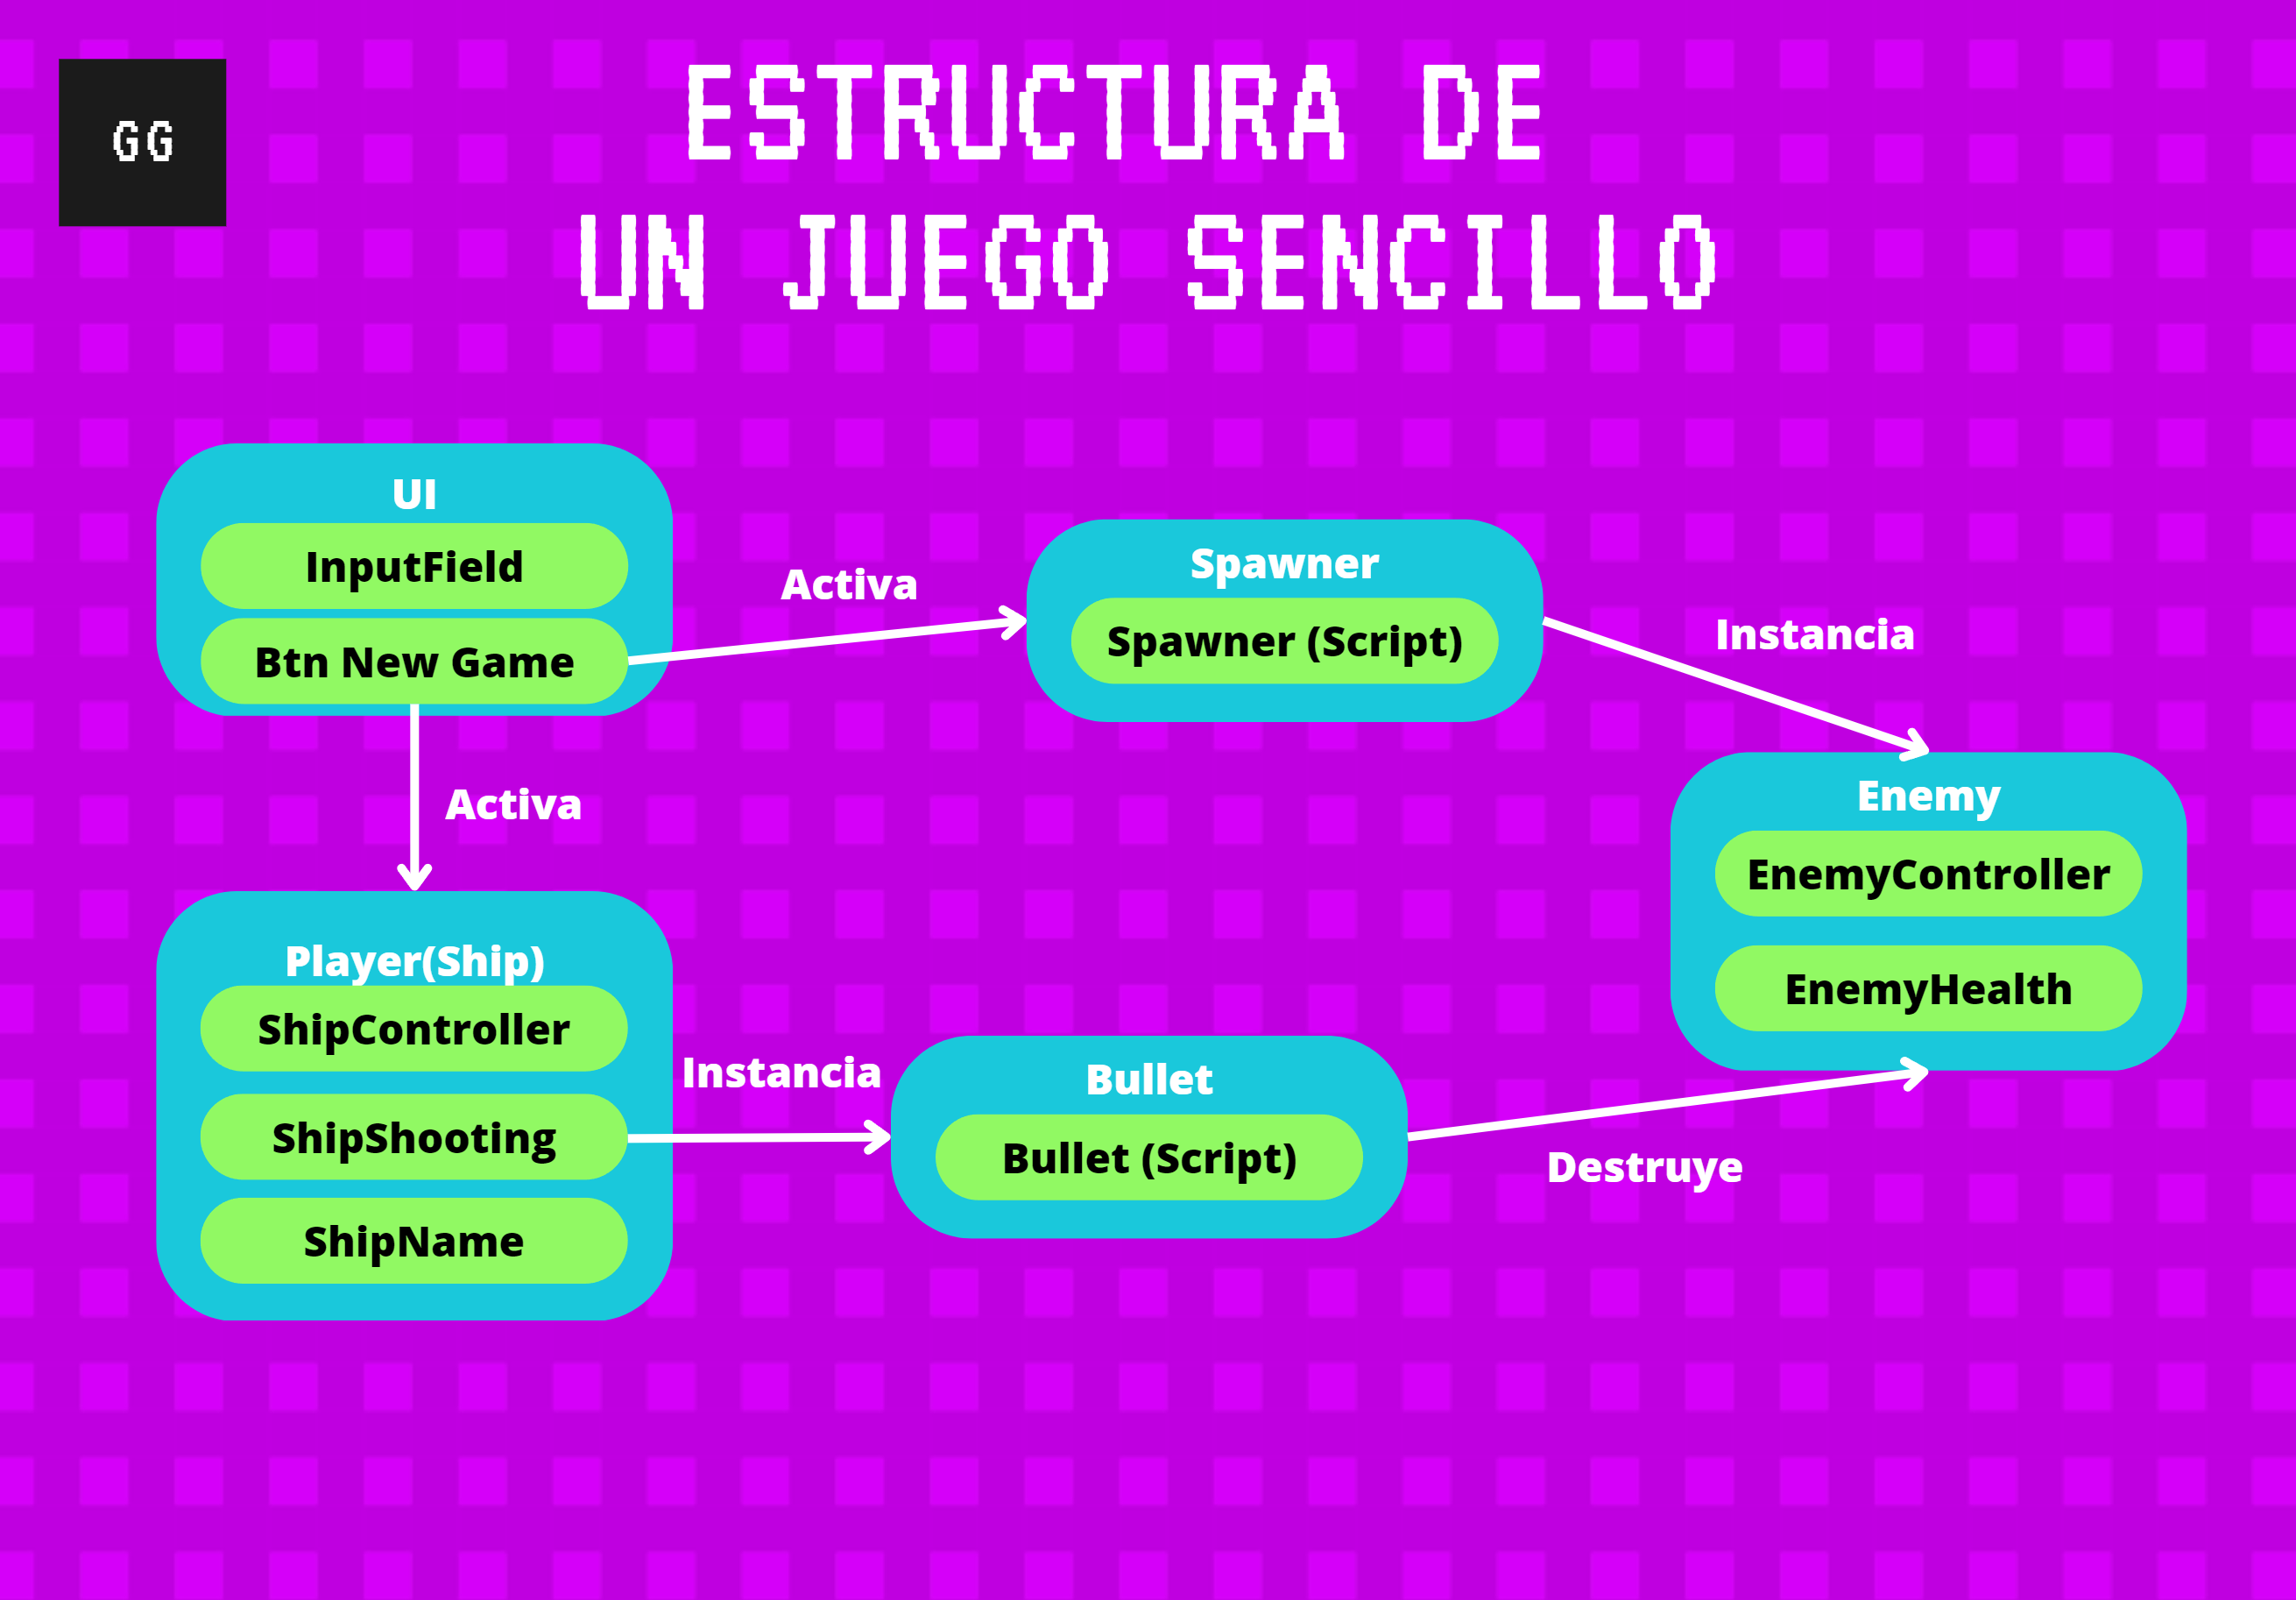 GG
ESTRUCTURA DE
UN JUEGO SENCILLO
UI
InputField
Btn New Game
Activa
Spawner
Spawner (Script)
Instancia
Activa
Enemy
EnemyController
EnemyHealth
Player(Ship)
ShipController
ShipShooting
ShipName
Instancia
Bullet
Bullet (Script)
Destruye